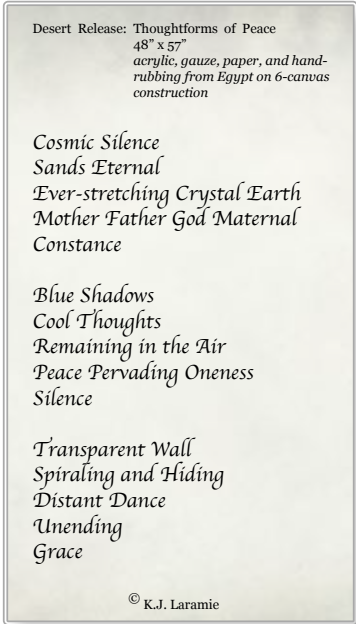 Desert Release: Thoughtforms of Peace
48” x 57”
acrylic, gauze, paper, and hand-
rubbing from Egypt on 6-canvas
construction
Cosmic Silence
Sands Eternal
Ever-stretching Crystal Earth
Mother Father God Maternal
Constance
Blue Shadows
Cool Thoughts
Remaining in the Air
Peace Pervading Oneness
Silence
Transparent Wall
Spiraling and Hiding
Distant Dance
Unending
Grace
© K.J. Laramie